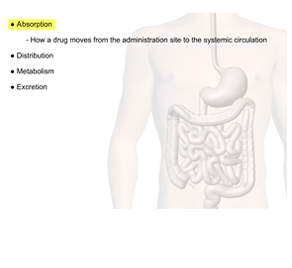 ● Absorption
- How a drug moves from the administration site to the systemic circulation
● Distribution
● Metabolism
● Excretion